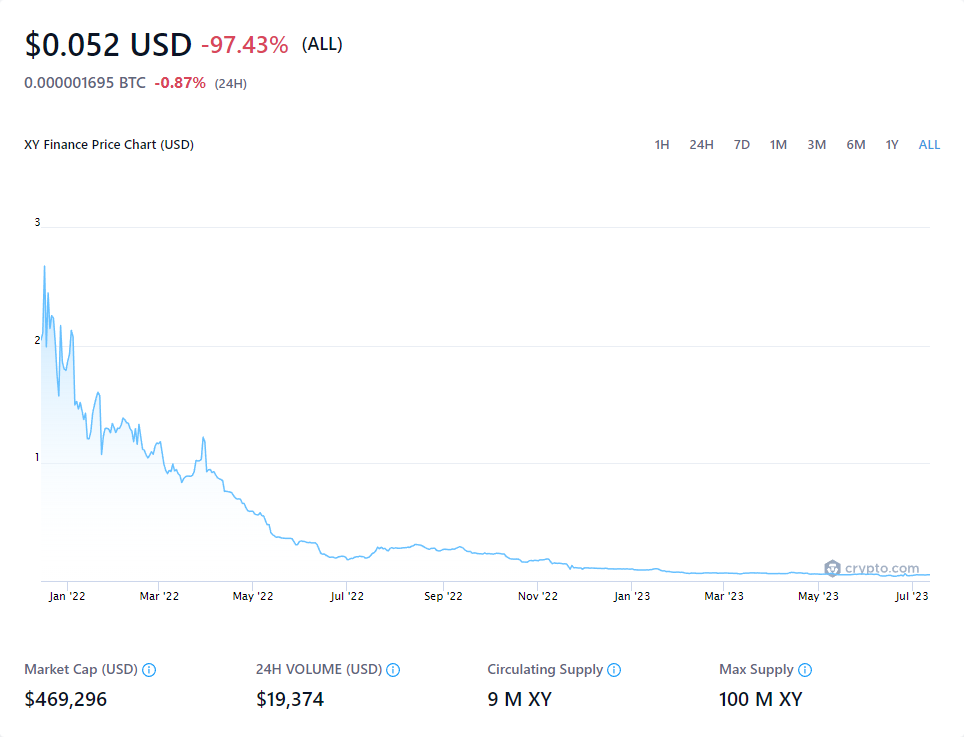 $0.052 USD -97.43% (ALL)
0.000001695 BTC -0.87% (24H)
XY Finance Price Chart (USD) 1H 24H 7D 1M 3M 6M 1Y ALL
3
2
1
crypto.com
Jan '22 Mar '22 May '22 Jul '22 Sep '22 Nov '22 Jan '23 Mar '23 May '23 Jul '23
Market Cap (USD) 24H VOLUME (USD) Circulating Supply Max Supply
$469,296 $19,374 9 M XY 100 M XY